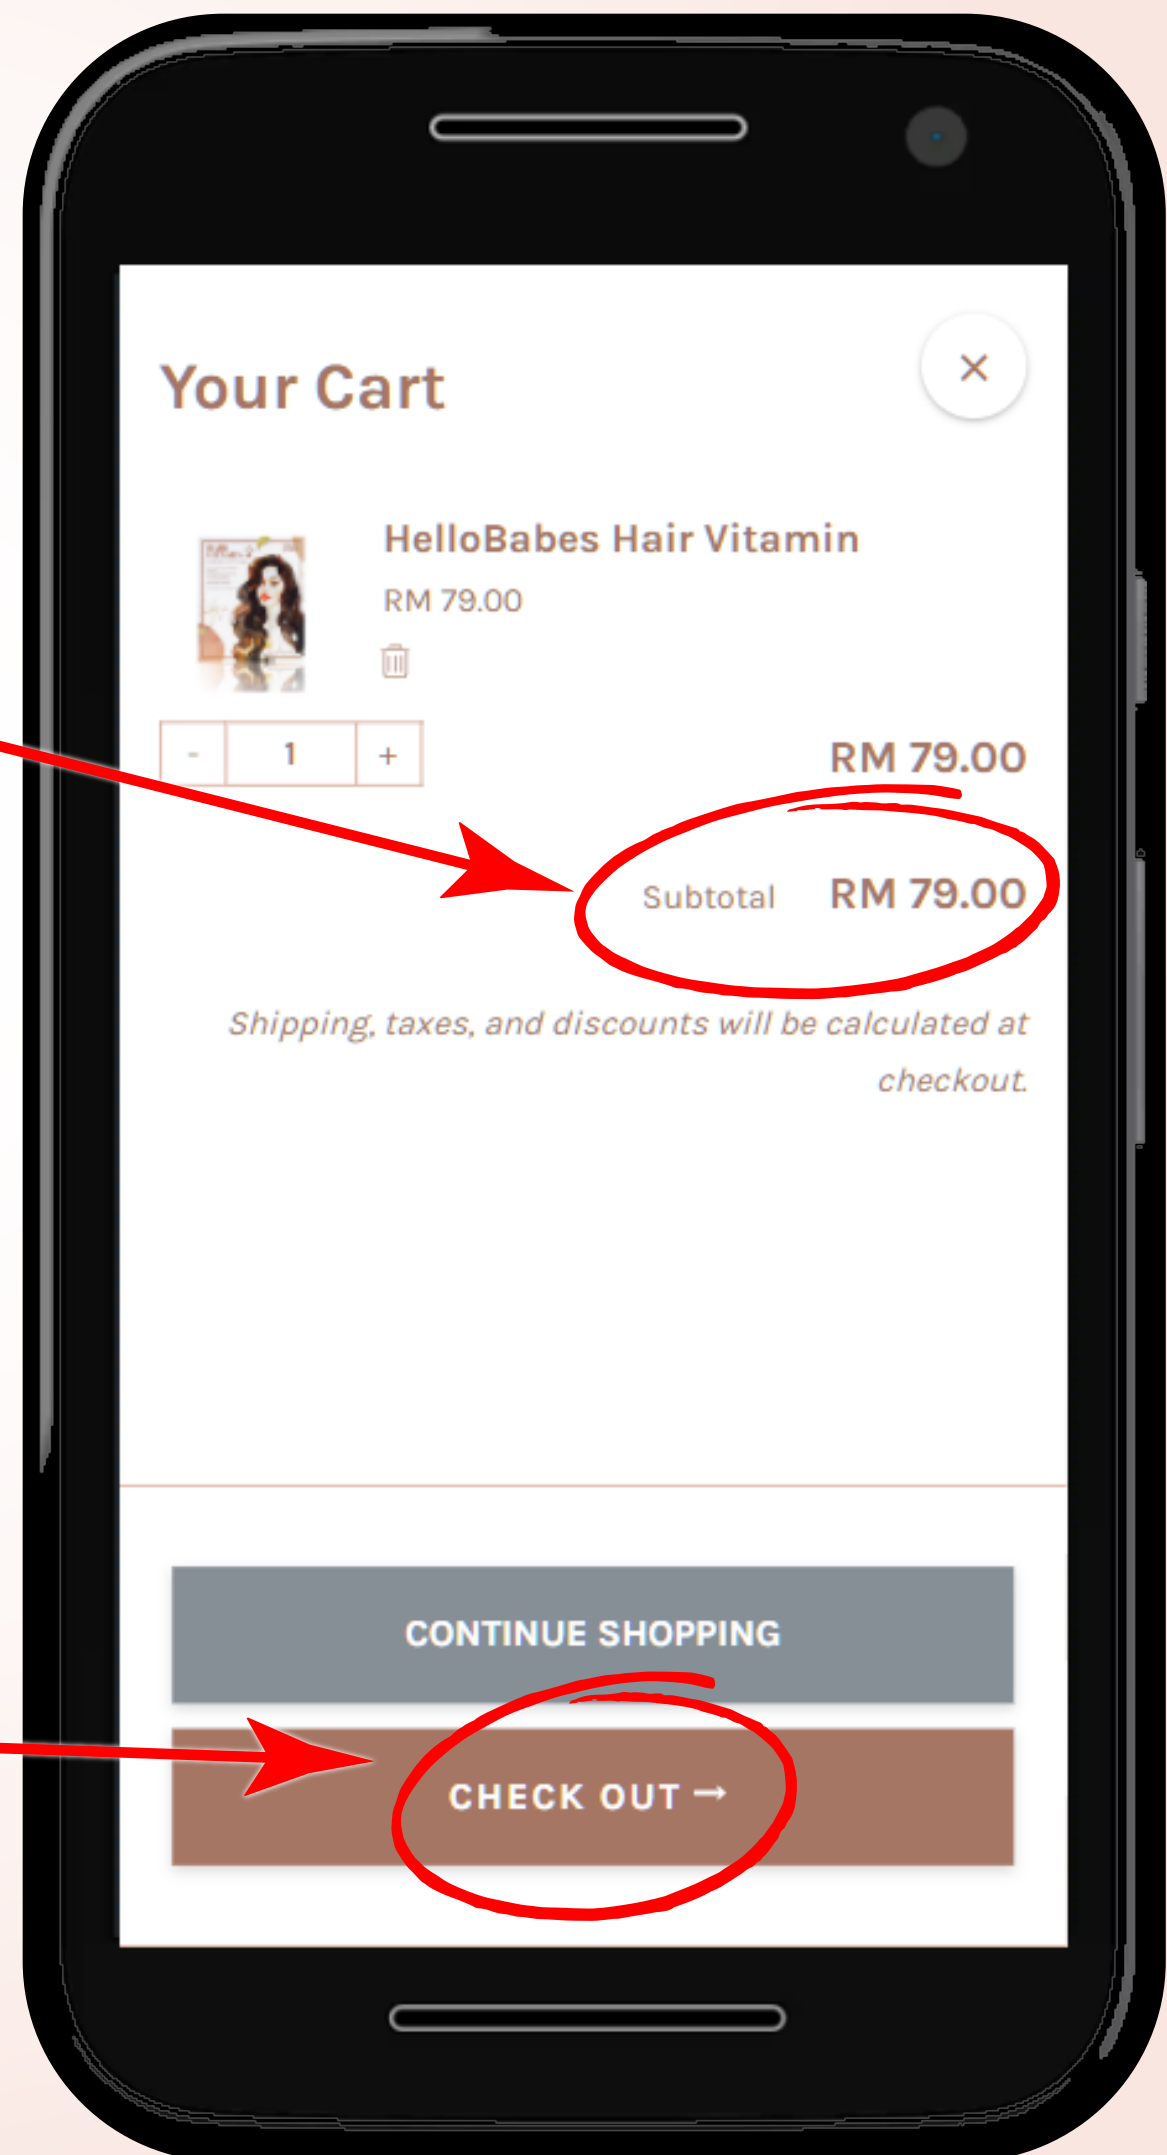 Your Cart
×
HelloBabes Hair Vitamin
RM 79.00
- 1 +
RM 79.00
Subtotal RM 79.00
Shipping, taxes, and discounts will be calculated at
checkout.
CONTINUE SHOPPING
CHECK OUT →